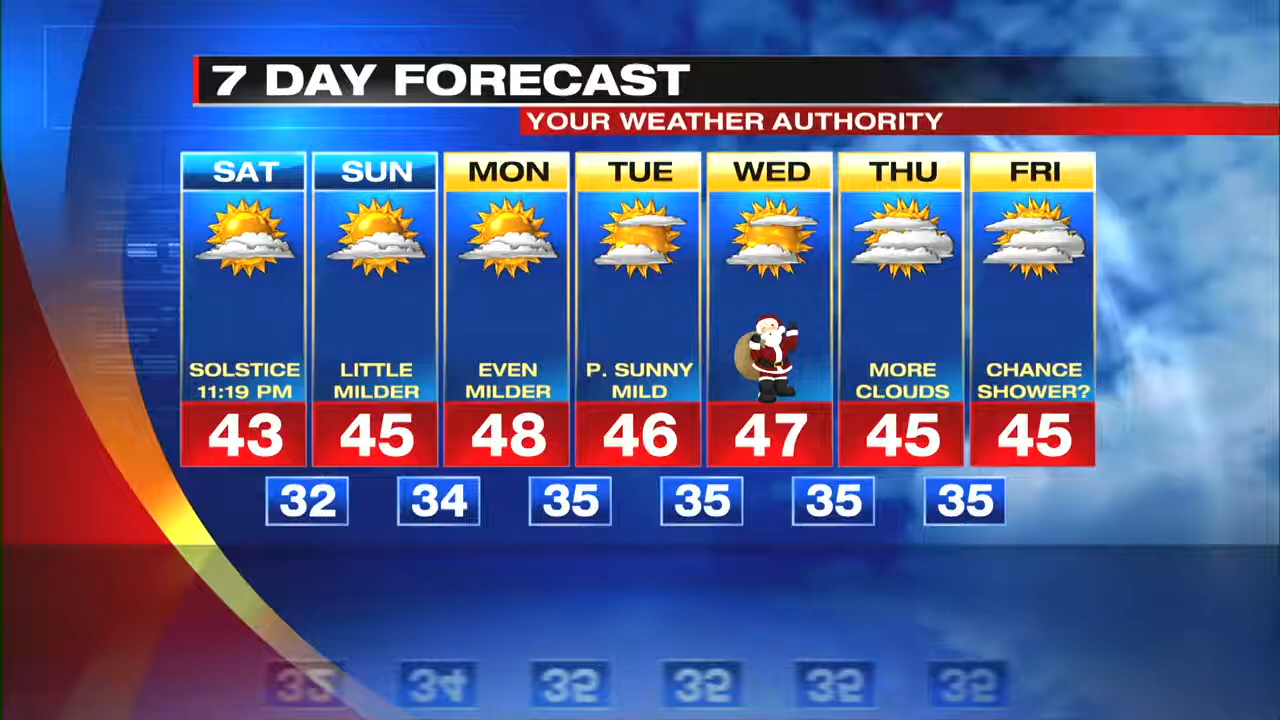 7 DAY FORECAST
YOUR WEATHER AUTHORITY
SAT SUN MON TUE WED THU FRI
SOLSTICE LITTLE EVEN P. SUNNY MORE CHANCE
11:19 PM MILDER MILDER MILD CLOUDS SHOWER?
43 45 48 46 47 45 45
32 34 35 35 35 35